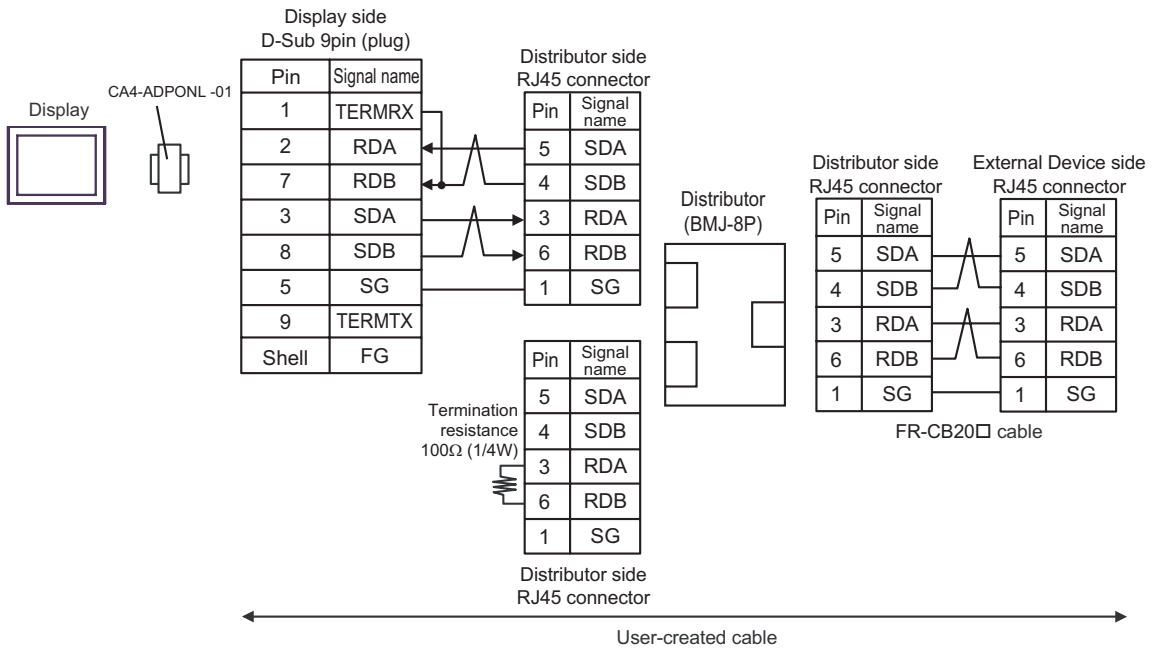 Display side
D-Sub 9pin (plug)
Pin Signal name
1 TERMRX
2 RDA
7 RDB
3 SDA
8 SDB
5 SG
9 TERMTX
Shell FG
CA4-ADPONL -01
Display
Distributor side
RJ45 connector
Pin Signal
name
5 SDA
4 SDB
3 RDA
6 RDB
1 SG
Termination
resistance
100Ω (1/4W)
Pin Signal
name
5 SDA
4 SDB
3 RDA
6 RDB
1 SG
Distributor side
RJ45 connector
Distributor
(BMJ-8P)
Distributor side
RJ45 connector
Pin Signal
name
5 SDA
4 SDB
3 RDA
6 RDB
1 SG
External Device side
RJ45 connector
Pin Signal
name
5 SDA
4 SDB
3 RDA
6 RDB
1 SG
FR-CB20□ cable
User-created cable